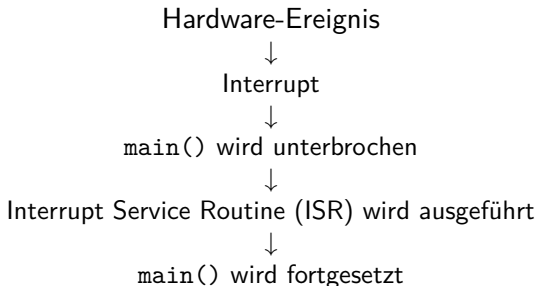 Hardware-Ereignis
↓
Interrupt
↓
main() wird unterbrochen
↓
Interrupt Service Routine (ISR) wird ausgeführt
↓
main() wird fortgesetzt